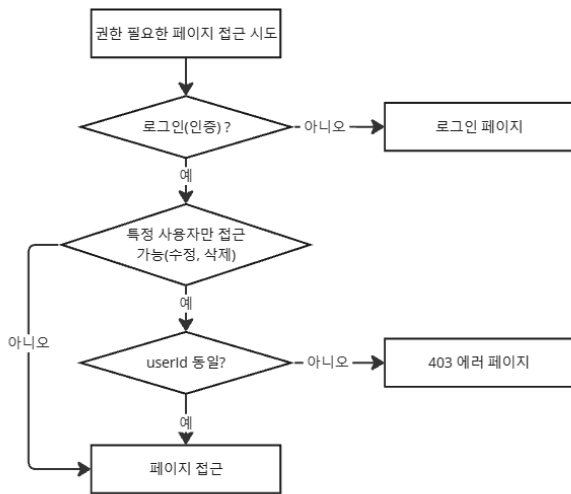 권한 필요한 페이지 접근 시도
로그인(인증) ?
아니오
로그인 페이지
예
특정 사용자만 접근
가능(수정, 삭제)
예
아니오
userId 동일?
아니오
403 에러 페이지
예
페이지 접근